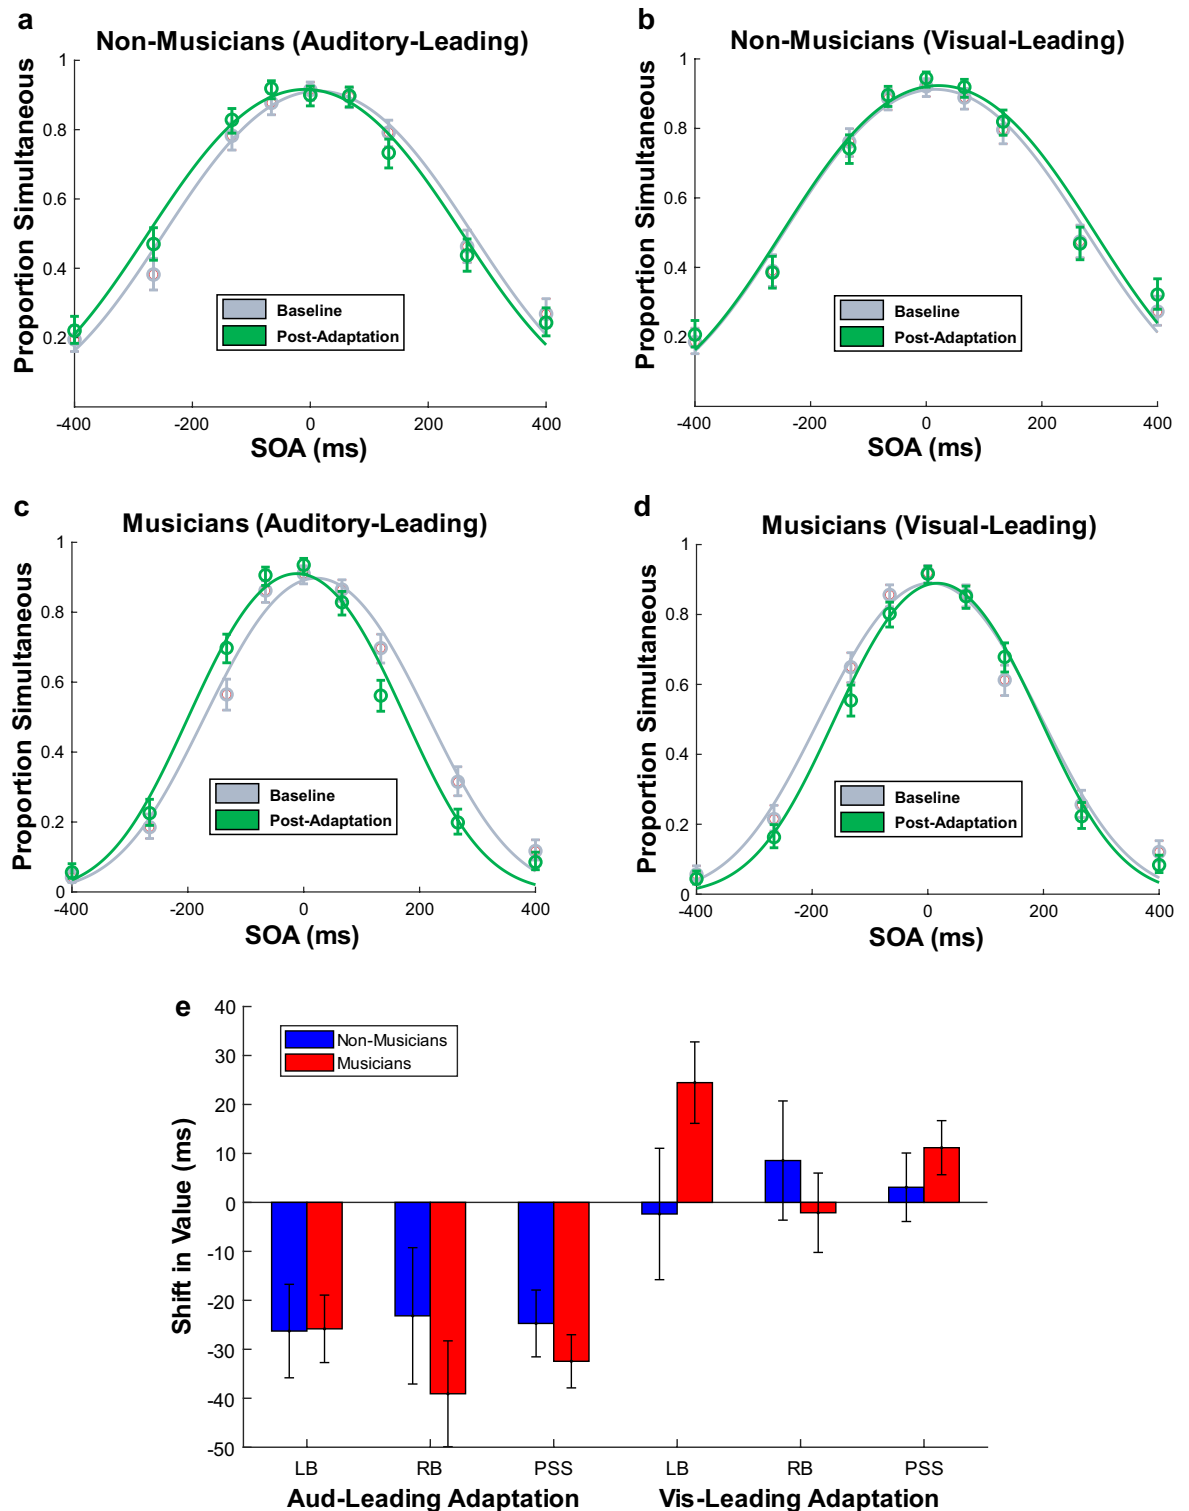 a
Non-Musicians (Auditory-Leading)
Proportion Simultaneous
1
0.8
0.6
0.4
0.2
Baseline
Post-Adaptation
-400 -200 0 200 400
SOA (ms)
b
Non-Musicians (Visual-Leading)
Proportion Simultaneous
1
0.8
0.6
0.4
0.2
Baseline
Post-Adaptation
-400 -200 0 200 400
SOA (ms)
c
Musicians (Auditory-Leading)
Proportion Simultaneous
1
0.8
0.6
0.4
0.2
0
Baseline
Post-Adaptation
-400 -200 0 200 400
SOA (ms)
d
Musicians (Visual-Leading)
Proportion Simultaneous
1
0.8
0.6
0.4
0.2
0
Baseline
Post-Adaptation
-400 -200 0 200 400
SOA (ms)
e
Shift in Value (ms)
40
30
20
10
0
-10
-20
-30
-40
-50
Non-Musicians
Musicians
LB RB PSS LB RB PSS
Aud-Leading Adaptation Vis-Leading Adaptation